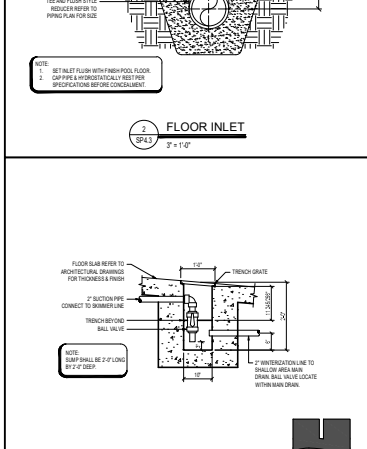 TEE AND FLUSH STYLE
REDUCER REFER TO
PIPING PLAN FOR SIZE
NOTE:
1. SET INLET FLUSH WITH FINISH POOL FLOOR.
2. CAP PIPE & HYDROSTATICALLY REST PER
SPECIFICATIONS BEFORE CONCEALMENT.
2
SP4.3
FLOOR INLET
3" = 1'-0"
FLOOR SLAB REFER TO
ARCHITECTURAL DRAWINGS
FOR THICKNESS & FINISH
1'-0"
TRENCH GRATE
2" SUCTION PIPE
CONNECT TO SKIMMER LINE
TRENCH BEYOND
BALL VALVE
2'-0"
6"
3"
NOTE:
SUMP SHALL BE 2'-0" LONG
BY 2'-0" DEEP.
10"
2" WINTERIZATION LINE TO
SHALLOW AREA MAIN
DRAIN. BALL VALVE LOCATE
WITHIN MAIN DRAIN.